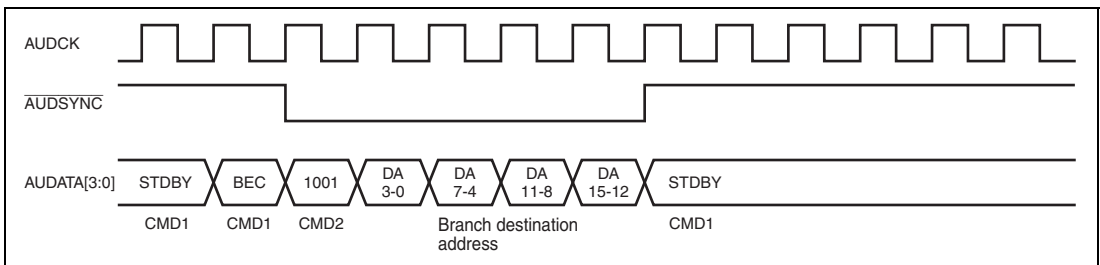 AUDCK
AUDSYNC
AUDATA[3:0] STDBY BEC 1001 DA 3-0 DA 7-4 DA 11-8 DA 15-12 STDBY
CMD1 CMD1 CMD2 Branch destination address CMD1